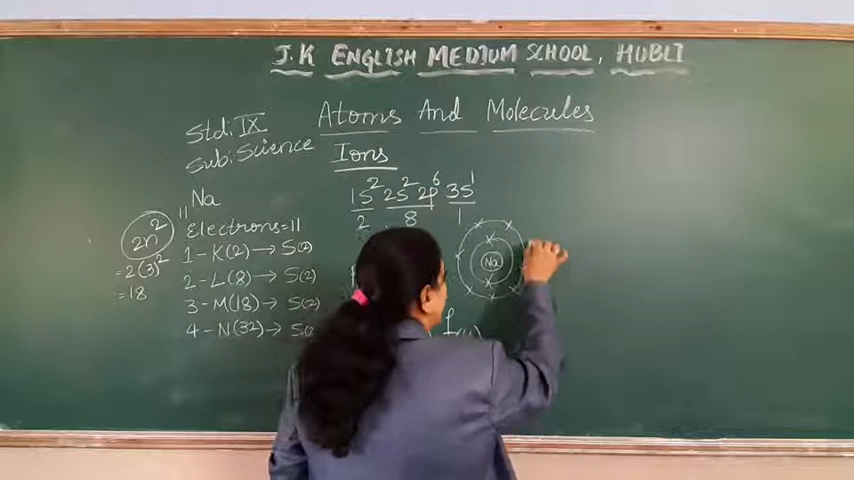 J.K ENGLISH MEDIUM SCHOOL, HUBLI
Atoms And Molecules
Std: IX
Sub: Science
Ions
Na
11
1s² 2s² 2p⁶ 3s¹
2 8 1
2n²
= 2(3)²
= 18
Electrons = 11
1 - K(2) → S(2)
2 - L(8) → S(2)
3 - M(18) → S(2)
4 - N(32) → S(
Na
f